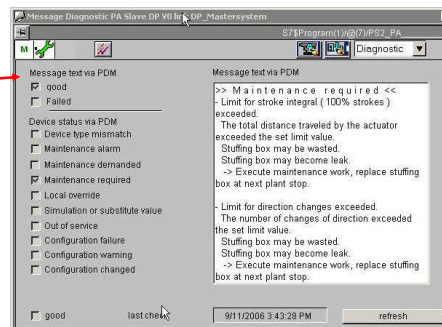 Message Diagnostic PA Slave DP V0 link DP_Mastersystem
S7$Program(1)/@(7)/PS2_PA_
M
Diagnostic
Message text via PDM
good
Failed
Device status via PDM
Device type mismatch
Maintenance alarm
Maintenance demanded
Maintenance required
Local override
Simulation or substitute value
Out of service
Configuration failure
Configuration warning
Configuration changed
Message text via PDM
>> Maintenance required <<
- Limit for stroke integral ( 100% strokes )
exceeded.
The total distance traveled by the actuator
exceeded the set limit value.
Stuffing box may be wasted.
Stuffing box may become leak.
-> Execute maintenance work, replace stuffing
box at next plant stop.
- Limit for direction changes exceeded.
The number of changes of direction exceeded
the set limit value.
Stuffing box may be wasted.
Stuffing box may become leak.
-> Execute maintenance work, replace stuffing
box at next plant stop.
good
last check
9/11/2006 3:43:28 PM
refresh